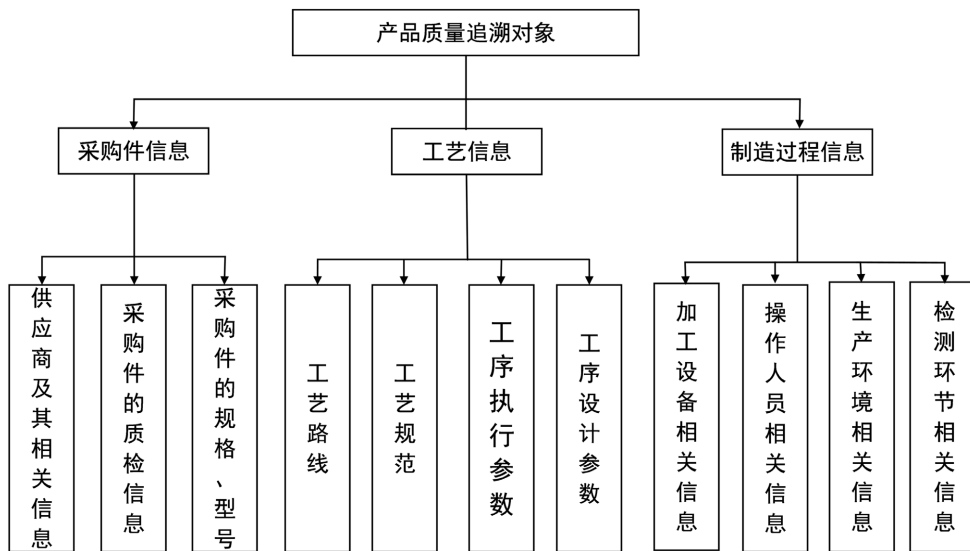 产品质量追溯对象
采购件信息
工艺信息
制造过程信息
供应商及其相关信息
采购件的质检信息
采购件的规格、型号
工艺路线
工艺规范
工序执行参数
工序设计参数
加工设备相关信息
操作人员相关信息
生产环境相关信息
检测环节相关信息